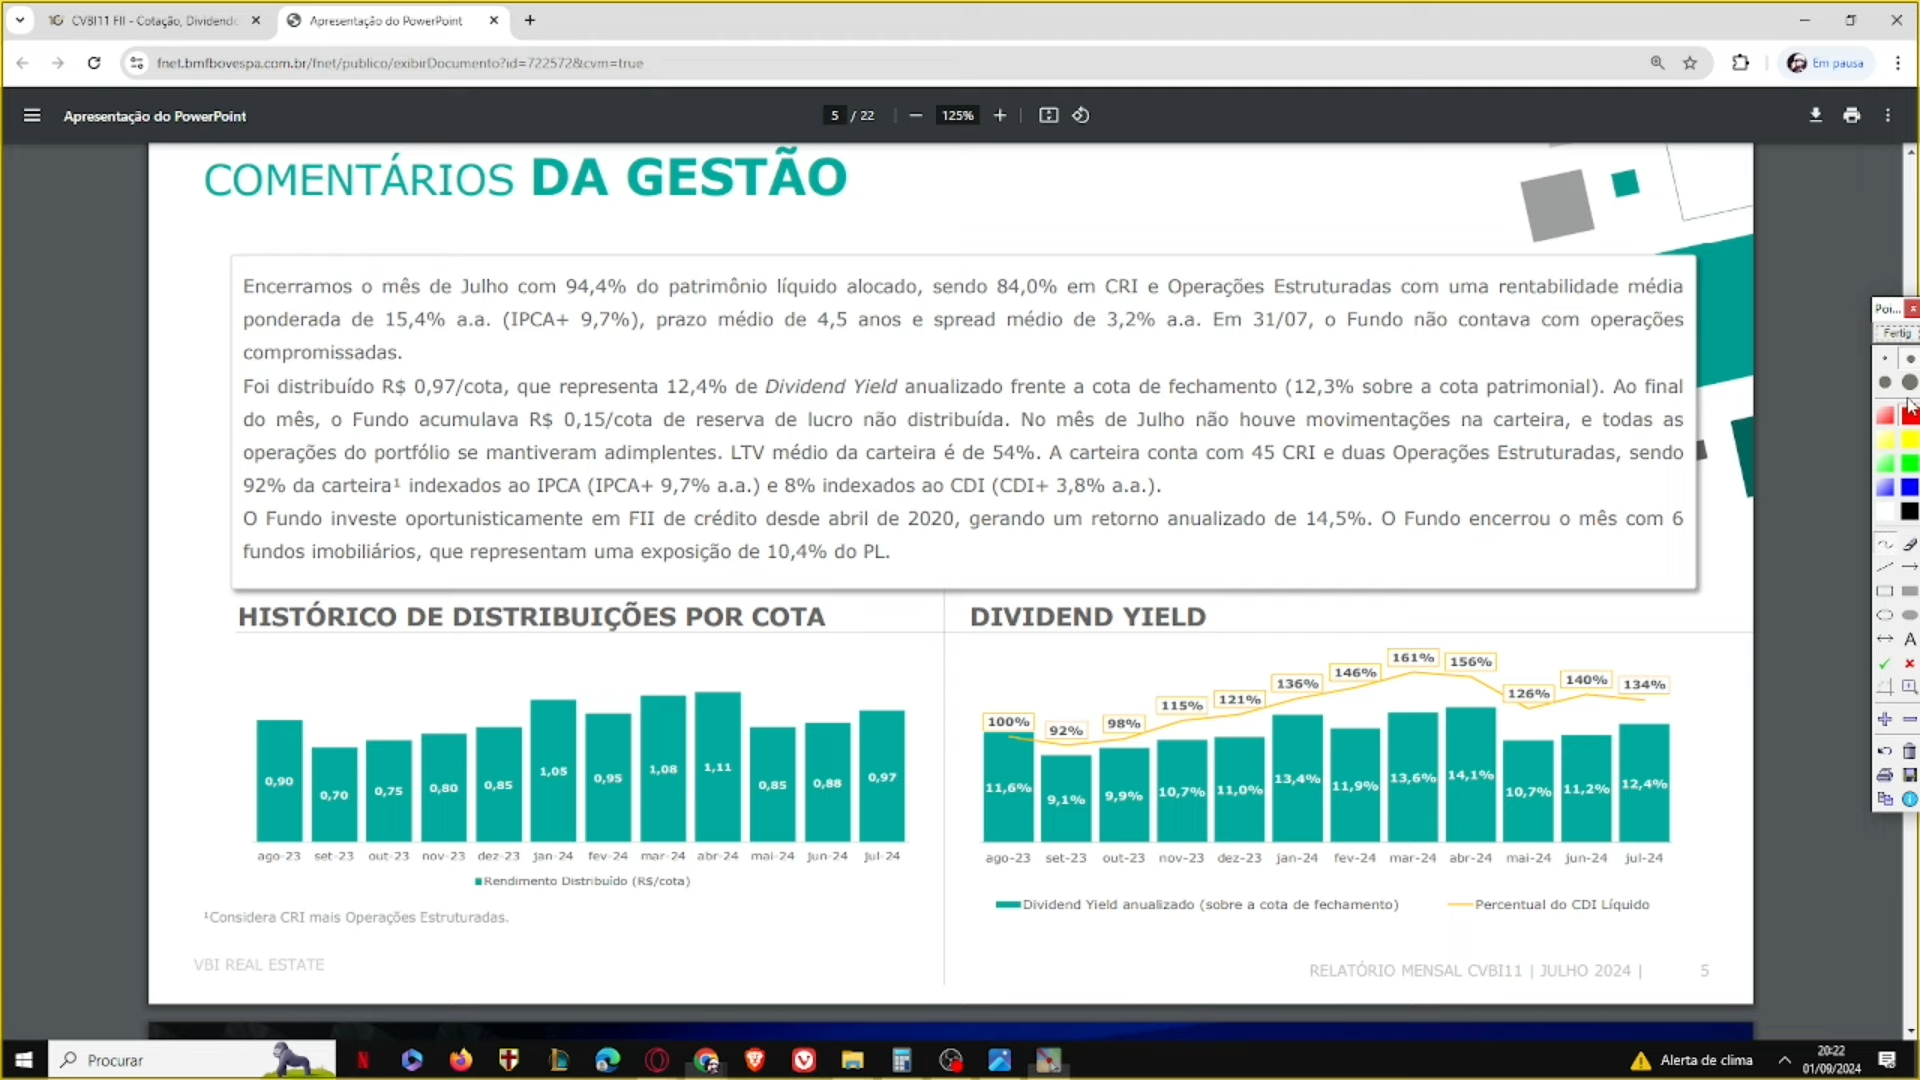 CVBI11 FII - Cotação, Dividendo
Apresentação do PowerPoint
fnet.bmfbovespa.com.br/fnet/publico/exibirDocumento?id=722572&cvm=true
Em pausa
Apresentação do PowerPoint
5 / 22
125%
COMENTÁRIOS DA GESTÃO
Encerramos o mês de Julho com 94,4% do patrimônio líquido alocado, sendo 84,0% em CRI e Operações Estruturadas com uma rentabilidade média
ponderada de 15,4% a.a. (IPCA+ 9,7%), prazo médio de 4,5 anos e spread médio de 3,2% a.a. Em 31/07, o Fundo não contava com operações
compromissadas.
Foi distribuído R$ 0,97/cota, que representa 12,4% de Dividend Yield anualizado frente a cota de fechamento (12,3% sobre a cota patrimonial). Ao final
do mês, o Fundo acumulava R$ 0,15/cota de reserva de lucro não distribuída. No mês de Julho não houve movimentações na carteira, e todas as
operações do portfólio se mantiveram adimplentes. LTV médio da carteira é de 54%. A carteira conta com 45 CRI e duas Operações Estruturadas, sendo
92% da carteira¹ indexados ao IPCA (IPCA+ 9,7% a.a.) e 8% indexados ao CDI (CDI+ 3,8% a.a.).
O Fundo investe oportunisticamente em FII de crédito desde abril de 2020, gerando um retorno anualizado de 14,5%. O Fundo encerrou o mês com 6
fundos imobiliários, que representam uma exposição de 10,4% do PL.
HISTÓRICO DE DISTRIBUIÇÕES POR COTA
0,90 0,70 0,75 0,80 0,85 1,05 0,95 1,08 1,11 0,85 0,88 0,97
ago-23 set-23 out-23 nov-23 dez-23 jan-24 fev-24 mar-24 abr-24 mai-24 jun-24 jul-24
Rendimento Distribuído (R$/cota)
¹Considera CRI mais Operações Estruturadas.
DIVIDEND YIELD
100% 92% 98% 115% 121% 136% 146% 161% 156% 126% 140% 134%
11,6% 9,1% 9,9% 10,7% 11,0% 13,4% 11,9% 13,6% 14,1% 10,7% 11,2% 12,4%
ago-23 set-23 out-23 nov-23 dez-23 jan-24 fev-24 mar-24 abr-24 mai-24 jun-24 jul-24
Dividend Yield anualizado (sobre a cota de fechamento)
Percentual do CDI Líquido
VBI REAL ESTATE
RELATÓRIO MENSAL CVBI11 | JULHO 2024 | 5
Poi...
Fertig
A
Procurar
Alerta de clima
20:22
01/09/2024